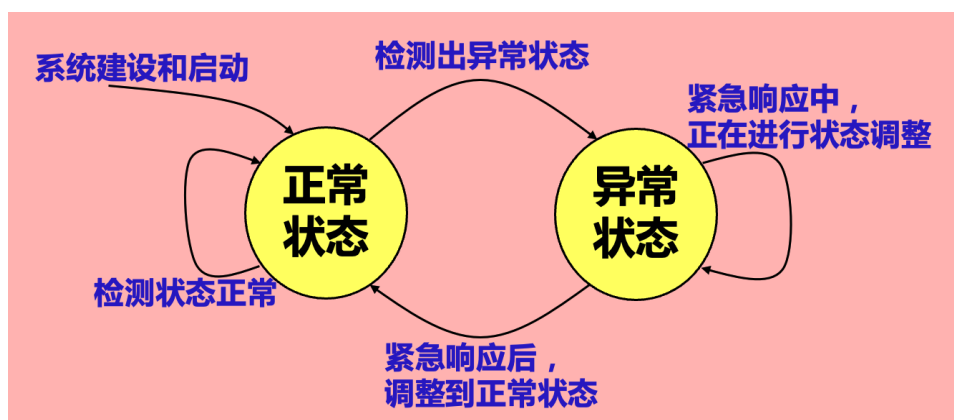 系统建设和启动
检测出异常状态
紧急响应中，
正在进行状态调整
正常
状态
异常
状态
检测状态正常
紧急响应后，
调整到正常状态